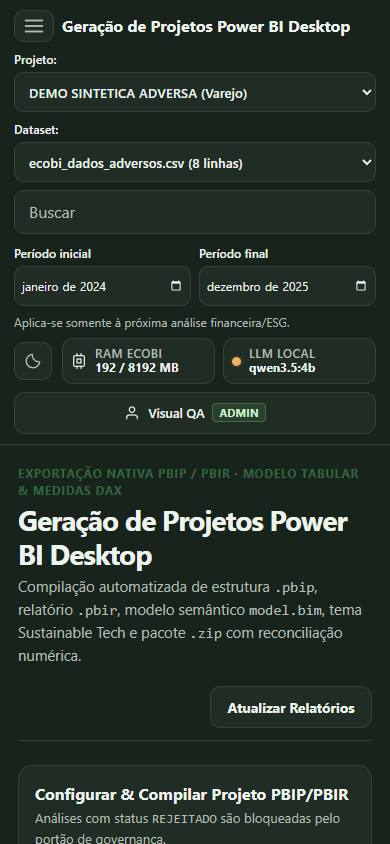 Geração de Projetos Power BI Desktop
Projeto:
DEMO SINTETICA ADVERSA (Varejo)
Dataset:
ecobi_dados_adversos.csv (8 linhas)
Buscar
Período inicial
Período final
janeiro de 2024
dezembro de 2025
Aplica-se somente à próxima análise financeira/ESG.
RAM ECOBI
192 / 8192 MB
LLM LOCAL
qwen3.5:4b
Visual QA ADMIN
EXPORTAÇÃO NATIVA PBIP / PBIR · MODELO TABULAR
& MEDIDAS DAX
Geração de Projetos Power
BI Desktop
Compilação automatizada de estrutura .pbip,
relatório .pbir, modelo semântico model.bim, tema
Sustainable Tech e pacote .zip com reconciliação
numérica.
Atualizar Relatórios
Configurar & Compilar Projeto PBIP/PBIR
Análises com status REJEITADO são bloqueadas pelo
portão de governança.